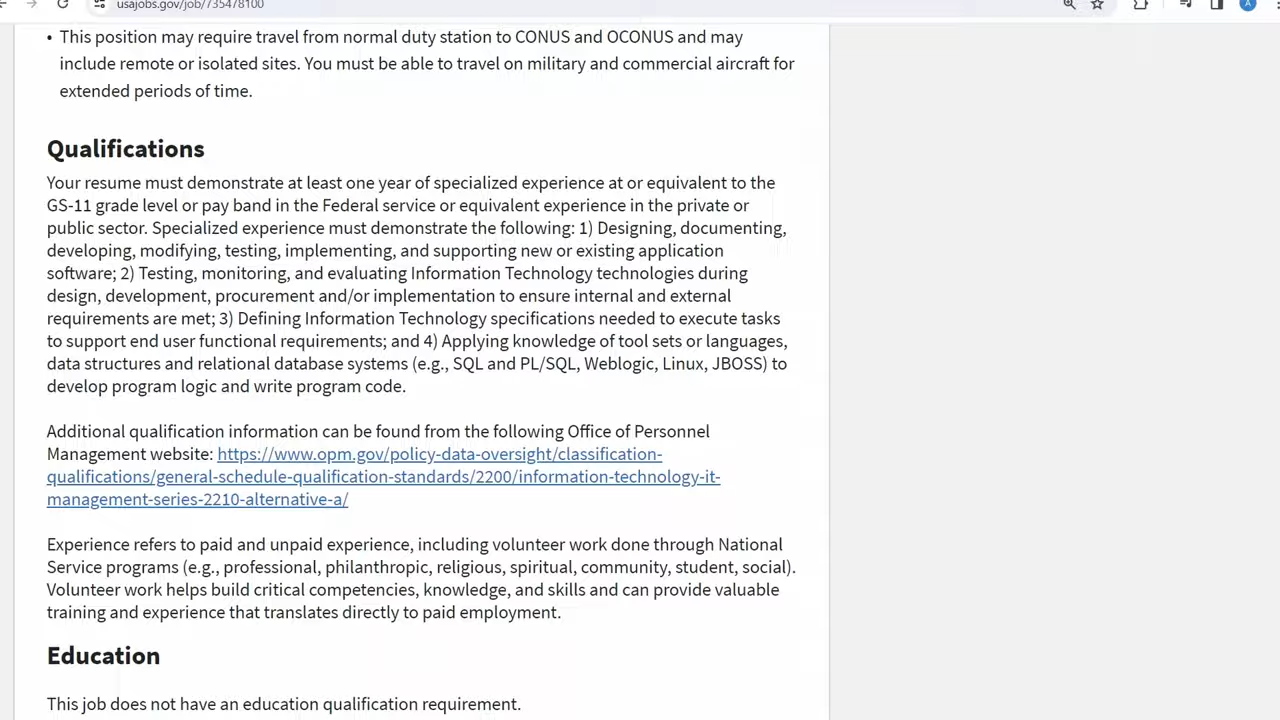 usajobs.gov/job/735478100
A
• This position may require travel from normal duty station to CONUS and OCONUS and may
include remote or isolated sites. You must be able to travel on military and commercial aircraft for
extended periods of time.
Qualifications
Your resume must demonstrate at least one year of specialized experience at or equivalent to the
GS-11 grade level or pay band in the Federal service or equivalent experience in the private or
public sector. Specialized experience must demonstrate the following: 1) Designing, documenting,
developing, modifying, testing, implementing, and supporting new or existing application
software; 2) Testing, monitoring, and evaluating Information Technology technologies during
design, development, procurement and/or implementation to ensure internal and external
requirements are met; 3) Defining Information Technology specifications needed to execute tasks
to support end user functional requirements; and 4) Applying knowledge of tool sets or languages,
data structures and relational database systems (e.g., SQL and PL/SQL, Weblogic, Linux, JBOSS) to
develop program logic and write program code.
Additional qualification information can be found from the following Office of Personnel
Management website: https://www.opm.gov/policy-data-oversight/classification-
qualifications/general-schedule-qualification-standards/2200/information-technology-it-
management-series-2210-alternative-a/
Experience refers to paid and unpaid experience, including volunteer work done through National
Service programs (e.g., professional, philanthropic, religious, spiritual, community, student, social).
Volunteer work helps build critical competencies, knowledge, and skills and can provide valuable
training and experience that translates directly to paid employment.
Education
This job does not have an education qualification requirement.